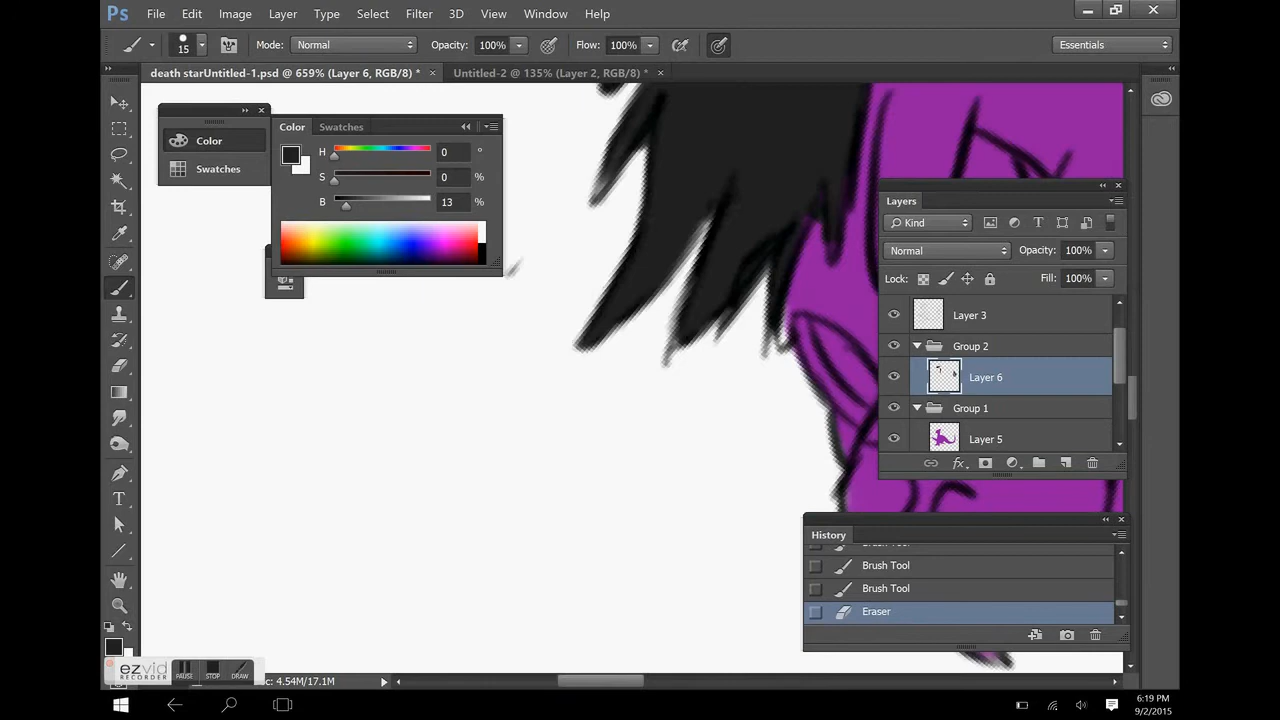 Ps File Edit Image Layer Type Select Filter 3D View Window Help
15 Mode: Normal Opacity: 100% Flow: 100% Essentials
death starUntitled-1.psd @ 659% (Layer 6, RGB/8) * × Untitled-2 @ 135% (Layer 2, RGB/8) * ×
Color
Swatches
Color Swatches
H 0 °
S 0 %
B 13 %
Layers
Kind
Normal Opacity: 100%
Lock: Fill: 100%
Layer 3
Group 2
Layer 6
Group 1
Layer 5
fx
History
Brush Tool
Brush Tool
Brush Tool
Eraser
ezvid
RECORDER
PAUSE STOP DRAW
oc: 4.54M/17.1M
6:19 PM
9/2/2015